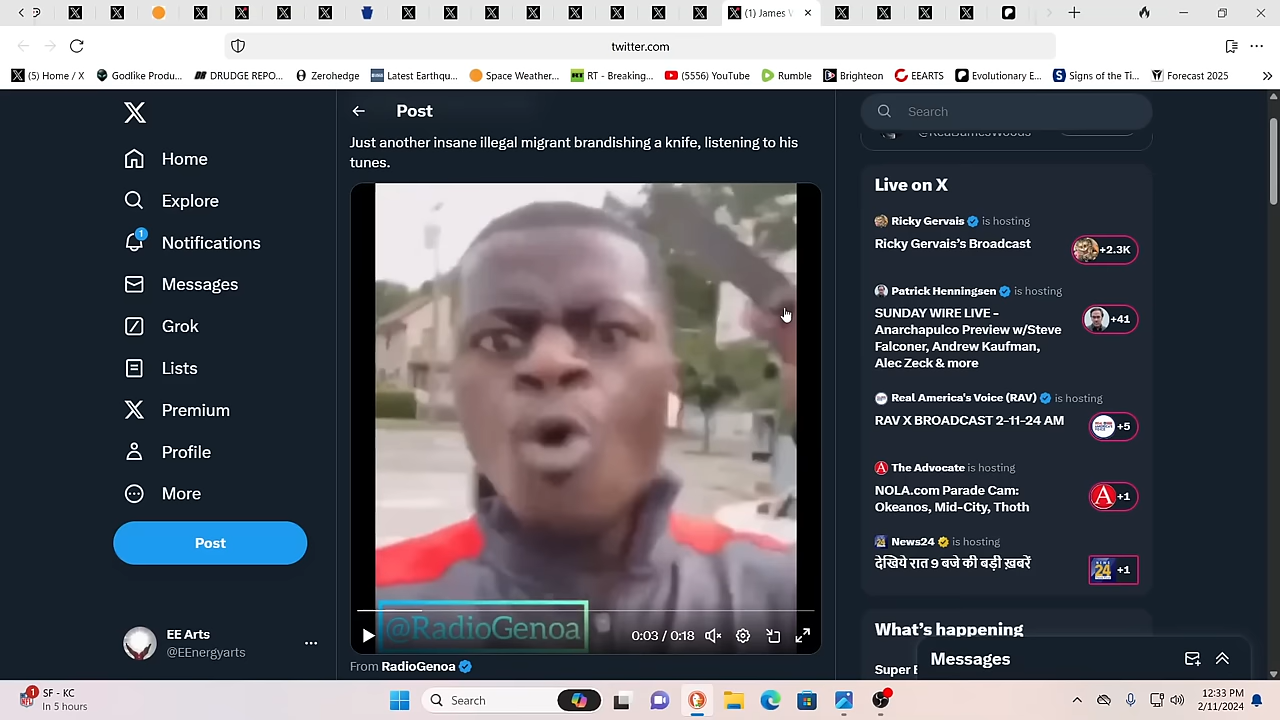 (1) James W
twitter.com
(5) Home / X
Godlike Produ...
DRUDGE REPO...
Zerohedge
Latest Earthqu...
Space Weather...
RT - Breaking...
(5556) YouTube
Rumble
Brighteon
EEARTS
Evolutionary E...
Signs of the Ti...
Forecast 2025
Home
Explore
1
Notifications
Messages
Grok
Lists
Premium
Profile
More
Post
EE Arts
@EEnergyarts
Post
Just another insane illegal migrant brandishing a knife, listening to his
tunes.
@RadioGenoa
0:03 / 0:18
From RadioGenoa
Search
@RealJamesWoods
Live on X
Ricky Gervais is hosting
Ricky Gervais's Broadcast
+2.3K
Patrick Henningsen is hosting
SUNDAY WIRE LIVE -
Anarchapulco Preview w/Steve
Falconer, Andrew Kaufman,
Alec Zeck & more
+41
Real America's Voice (RAV) is hosting
RAV X BROADCAST 2-11-24 AM
+5
The Advocate is hosting
NOLA.com Parade Cam:
Okeanos, Mid-City, Thoth
+1
News24 is hosting
देखिये रात 9 बजे की बड़ी ख़बरें
24
+1
What's happening
Super
Messages
1
SF - KC
In 5 hours
Search
12:33 PM
2/11/2024